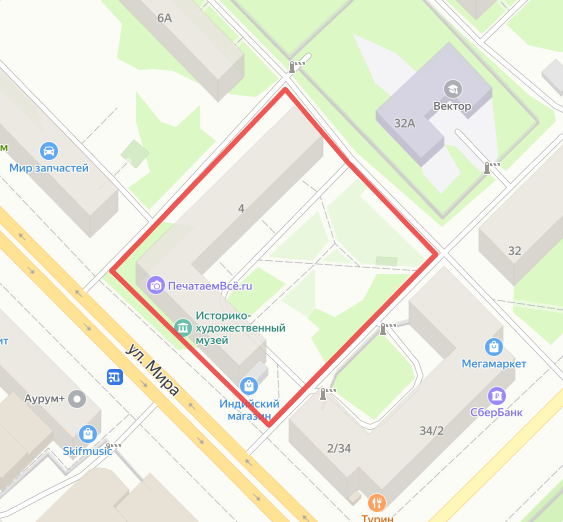 6А
Вектор
32А
м
Мир запчастей
4
32
ПечатаемВсё.ru
Историко-
художественный
музей
ул. Мира
Мегамаркет
ит
Индийский
магазин
Аурум+
СберБанк
Skifmusic
2/34
34/2
Турин